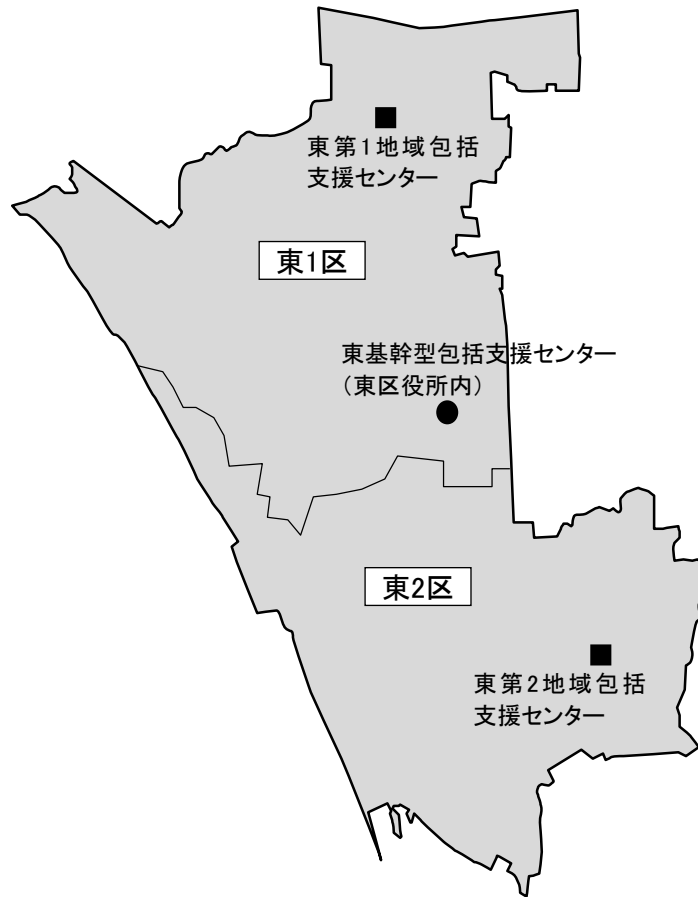 東第1地域包括
支援センター
東1区
東基幹型包括支援センター
（東区役所内）
東2区
東第2地域包括
支援センター